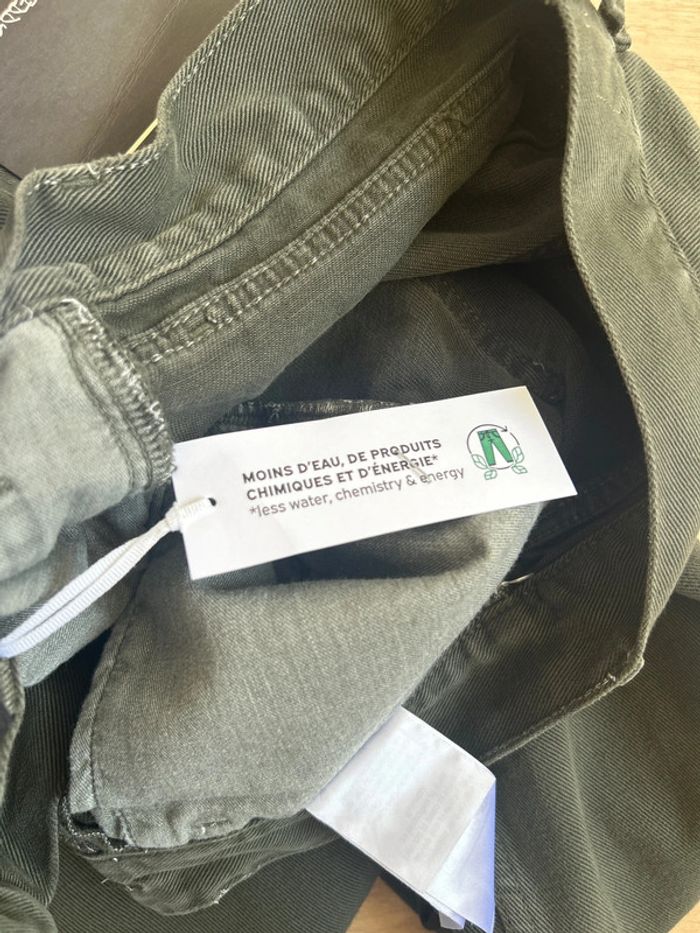 MOINS D'EAU, DE PRODUITS
CHIMIQUES ET D'ÉNERGIE*
*less water, chemistry & energy